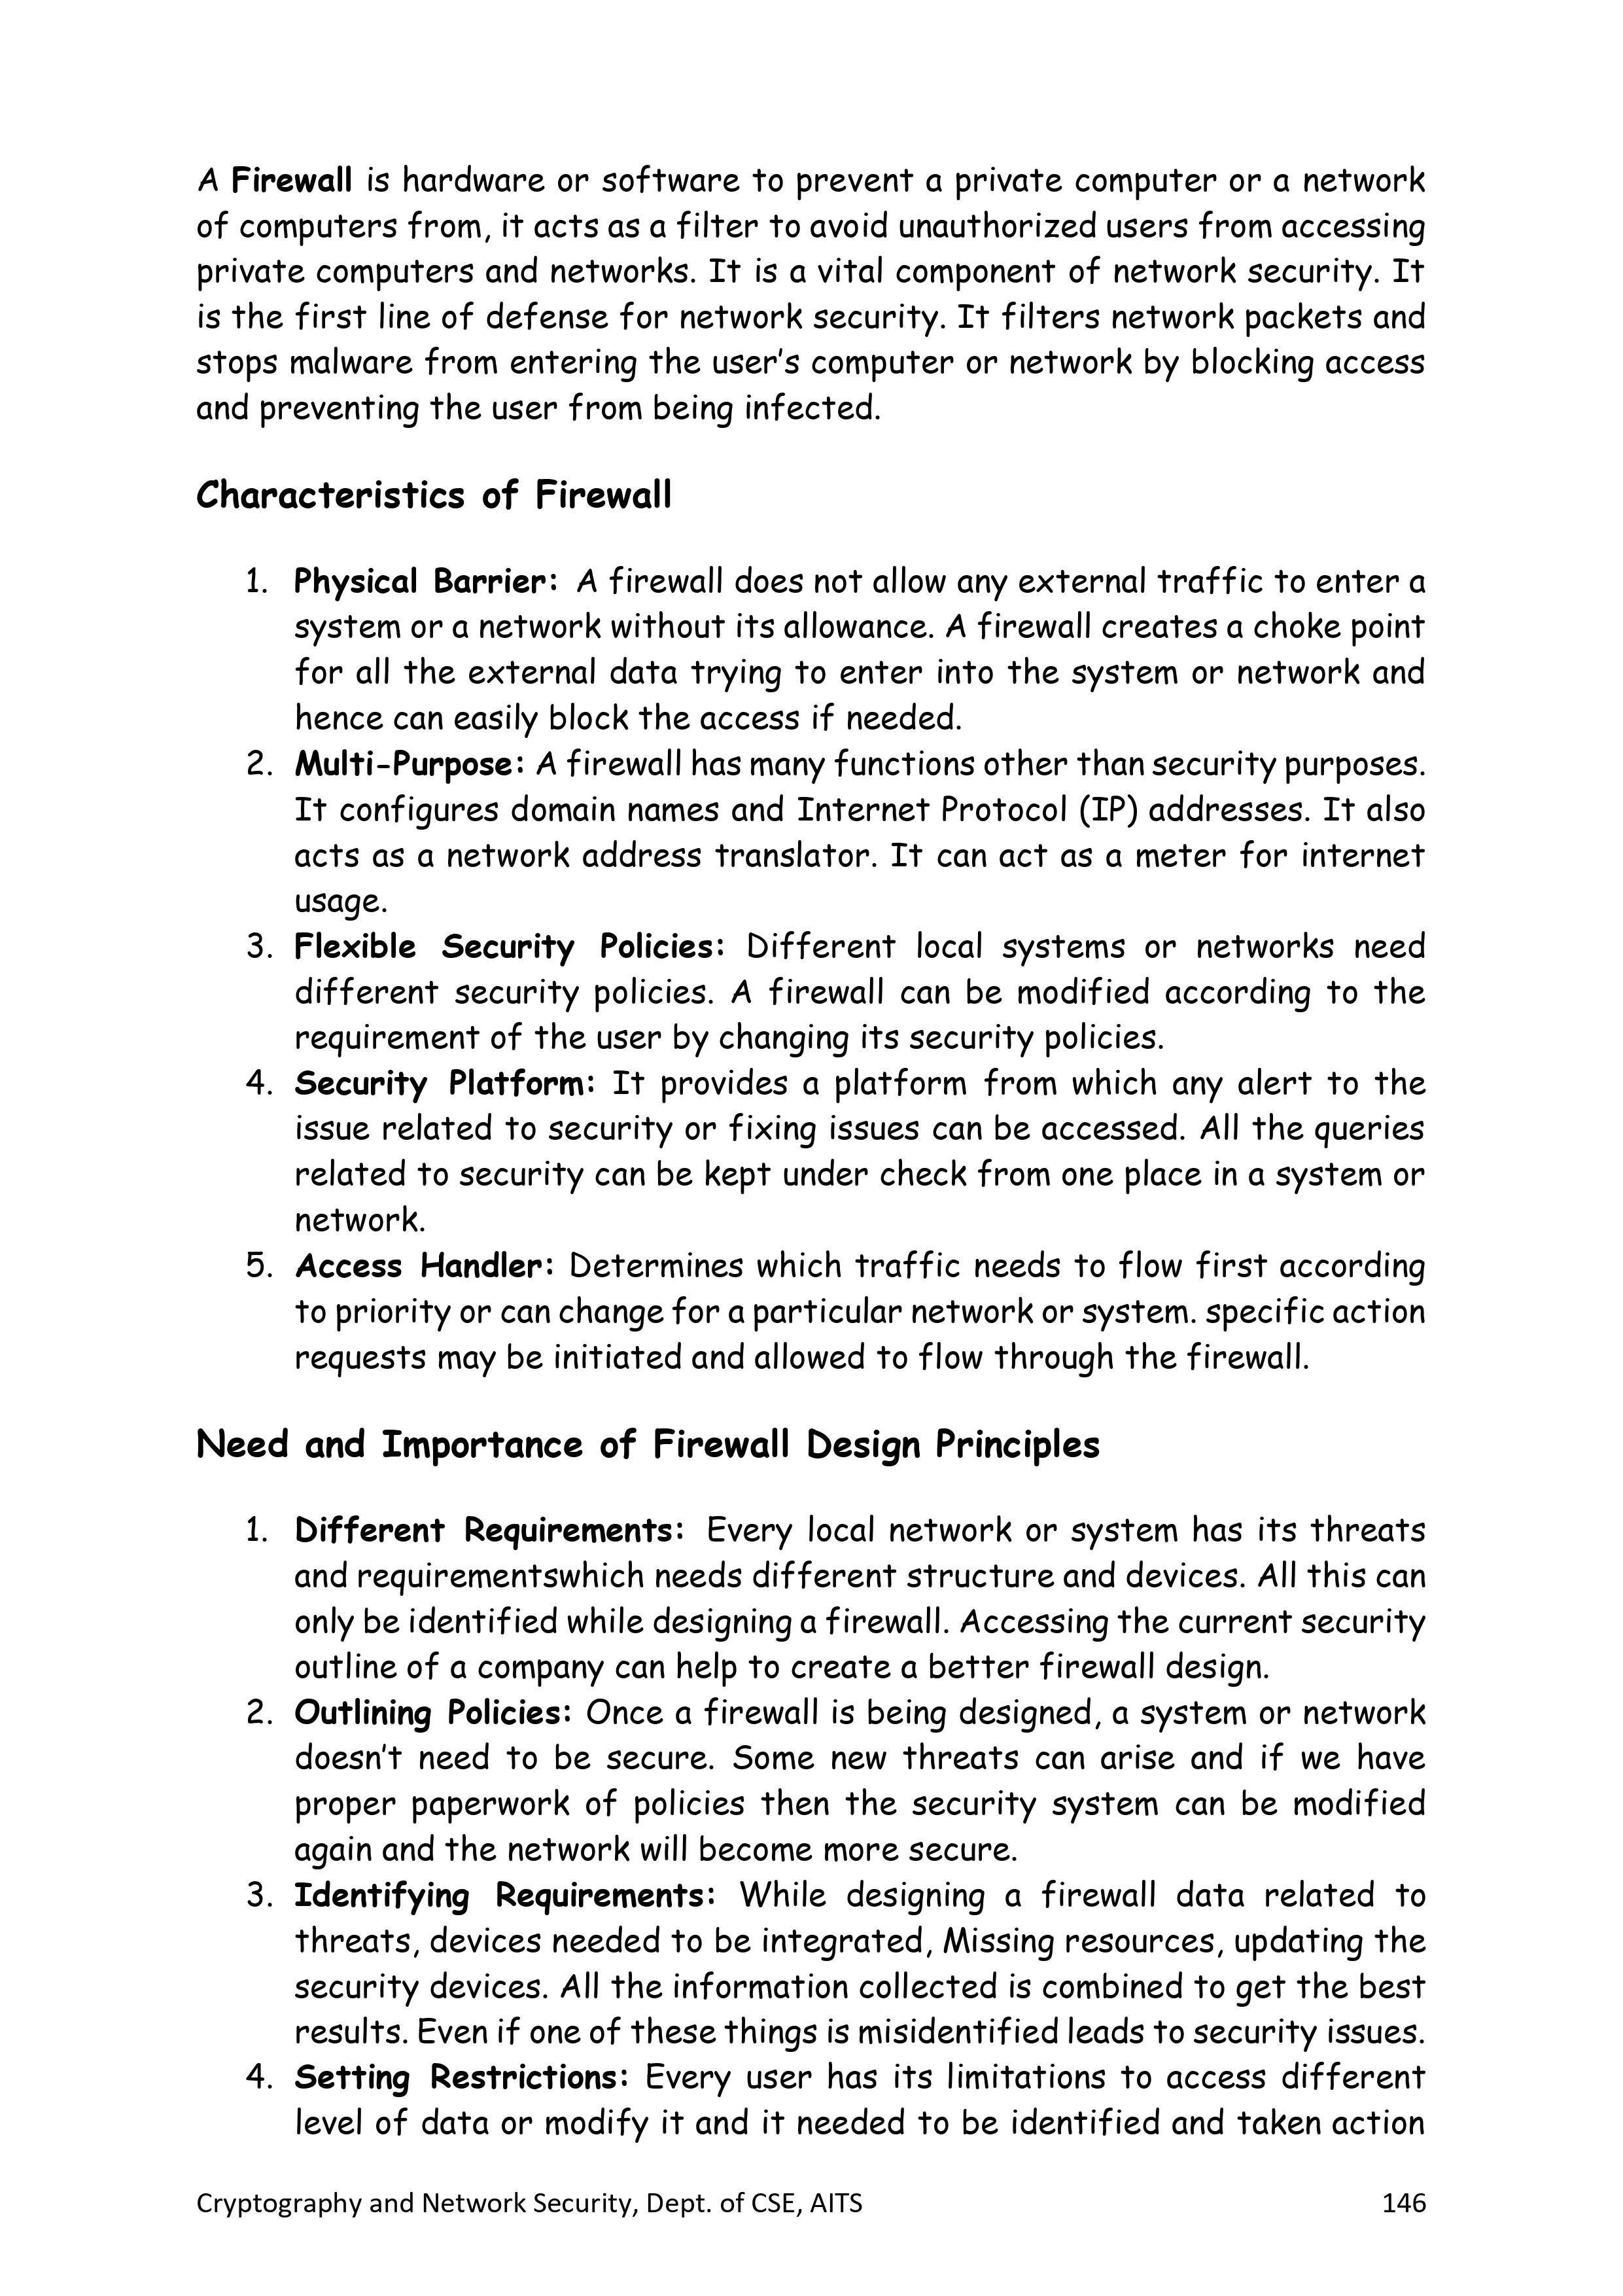 A Firewall is hardware or software to prevent a private computer or a network
of computers from, it acts as a filter to avoid unauthorized users from accessing
private computers and networks. It is a vital component of network security. It
is the first line of defense for network security. It filters network packets and
stops malware from entering the user's computer or network by blocking access
and preventing the user from being infected.
Characteristics of Firewall
1. Physical Barrier: A firewall does not allow any external traffic to enter a
system or a network without its allowance. A firewall creates a choke point
for all the external data trying to enter into the system or network and
hence can easily block the access if needed.
2. Multi-Purpose: A firewall has many functions other than security purposes.
It configures domain names and Internet Protocol (IP) addresses. It also
acts as a network address translator. It can act as a meter for internet
usage.
3. Flexible Security Policies: Different local systems or networks need
different security policies. A firewall can be modified according to the
requirement of the user by changing its security policies.
4. Security Platform: It provides a platform from which any alert to the
issue related to security or fixing issues can be accessed. All the queries
related to security can be kept under check from one place in a system or
network.
5. Access Handler: Determines which traffic needs to flow first according
to priority or can change for a particular network or system. specific action
requests may be initiated and allowed to flow through the firewall.
Need and Importance of Firewall Design Principles
1. Different Requirements: Every local network or system has its threats
and requirementswhich needs different structure and devices. All this can
only be identified while designing a firewall. Accessing the current security
outline of a company can help to create a better firewall design.
2. Outlining Policies: Once a firewall is being designed, a system or network
doesn't need to be secure. Some new threats can arise and if we have
proper paperwork of policies then the security system can be modified
again and the network will become more secure.
3. Identifying Requirements: While designing a firewall data related to
threats, devices needed to be integrated, Missing resources, updating the
security devices. All the information collected is combined to get the best
results. Even if one of these things is misidentified leads to security issues.
4. Setting Restrictions: Every user has its limitations to access different
level of data or modify it and it needed to be identified and taken action
Cryptography and Network Security, Dept. of CSE, AITS 146